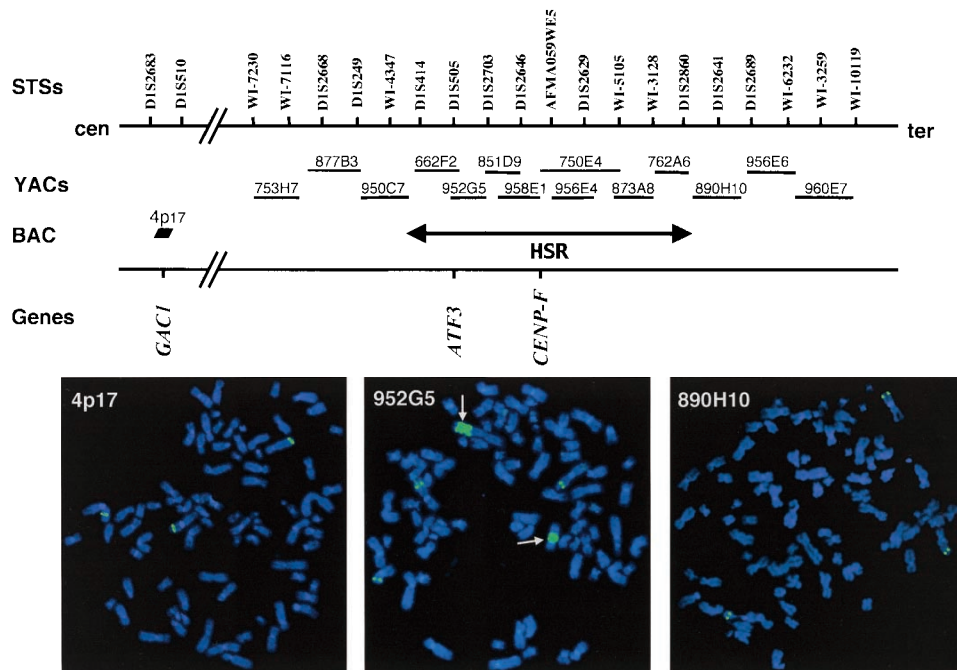 STSs
D1S2683
D1S510
WI-7230
WI-7116
D1S2668
D1S249
WI-4347
D1S414
D1S505
D1S2703
D1S2646
AFMA059WE5
D1S2629
WI-5105
WI-3128
D1S2860
D1S2641
D1S2689
WI-6232
WI-3259
WI-10119
cen
ter
YACs
877B3
662F2
851D9
750E4
762A6
956E6
753H7
950C7
952G5
958E1
956E4
873A8
890H10
960E7
4p17
BAC
HSR
Genes
GAC1
ATF3
CENP-F
4p17
952G5
890H10